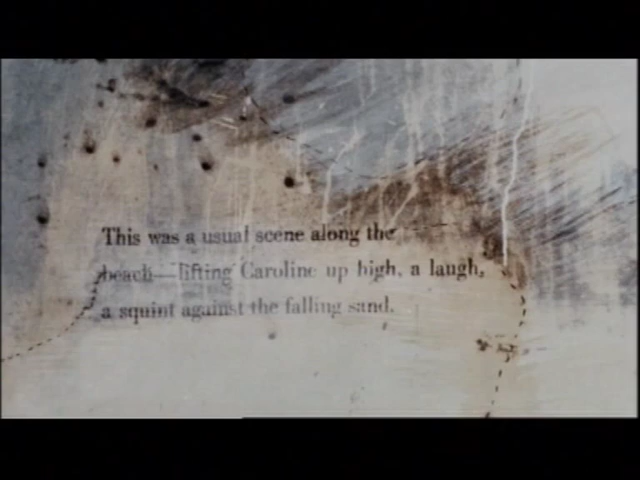 This was a usual scene along the
beach—lifting Caroline up high, a laugh,
a squint against the falling sand.